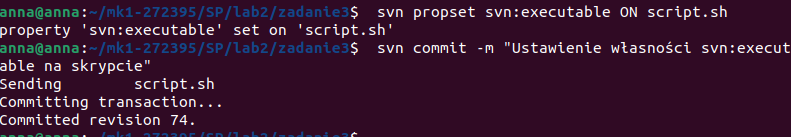 anna@anna:~/mk1-272395/SP/lab2/zadanie3$  svn propset svn:executable ON script.sh
property 'svn:executable' set on 'script.sh'
anna@anna:~/mk1-272395/SP/lab2/zadanie3$  svn commit -m "Ustawienie własności svn:execut
able na skrypcie"
Sending        script.sh
Committing transaction...
Committed revision 74.
anna@anna:~/mk1-272395/SP/lab2/zadanie3$